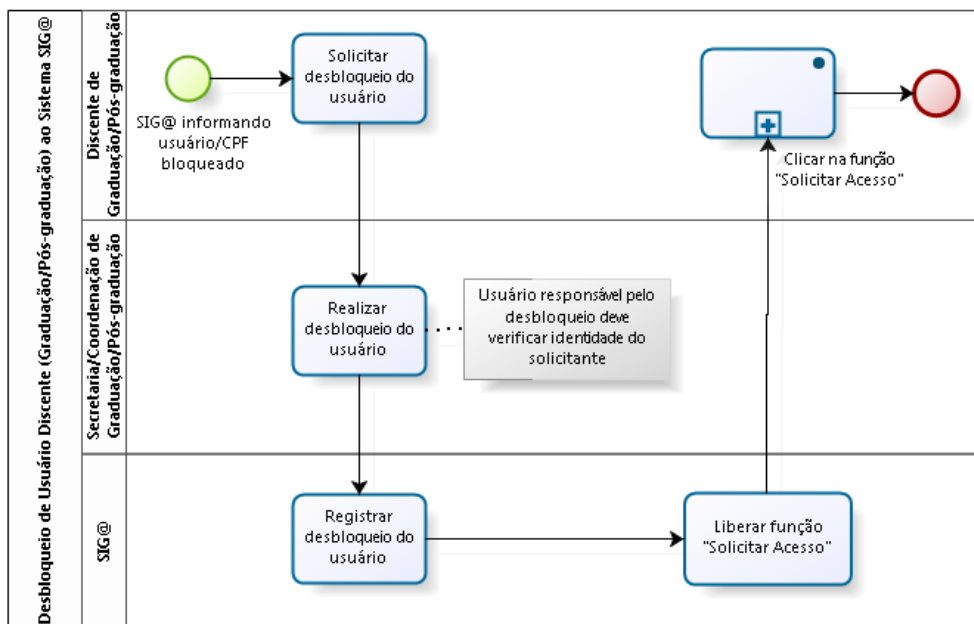 Desbloqueio de Usuário Discente (Graduação/Pós-graduação) ao Sistema SIG@
Discente de
Graduação/Pós-graduação
SIG@ informando
usuário/CPF
bloqueado
Solicitar
desbloqueio do
usuário
Clicar na função
"Solicitar Acesso"
Secretaria/Coordenação de
Graduação/Pós-graduação
Realizar
desbloqueio do
usuário
Usuário responsável pelo
desbloqueio deve
verificar identidade do
solicitante
SIG@
Registrar
desbloqueio do
usuário
Liberar função
"Solicitar Acesso"